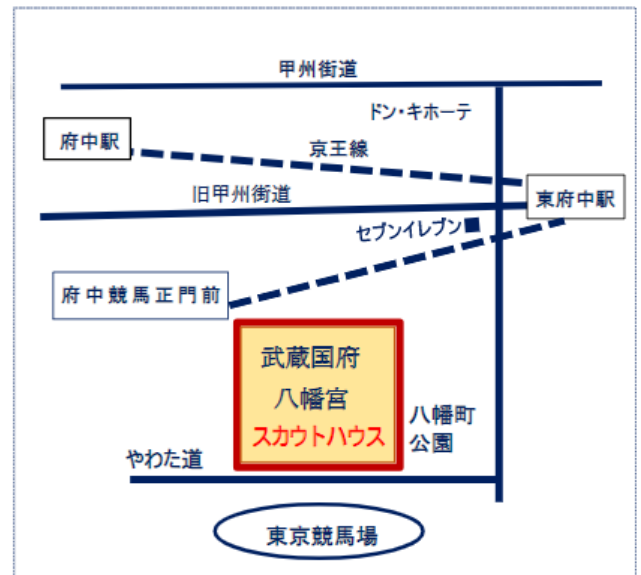 甲州街道
ドン・キホーテ
府中駅
京王線
旧甲州街道
東府中駅
セブンイレブン
府中競馬正門前
武蔵国府
八幡宮
スカウトハウス
八幡町
公園
やわた道
東京競馬場